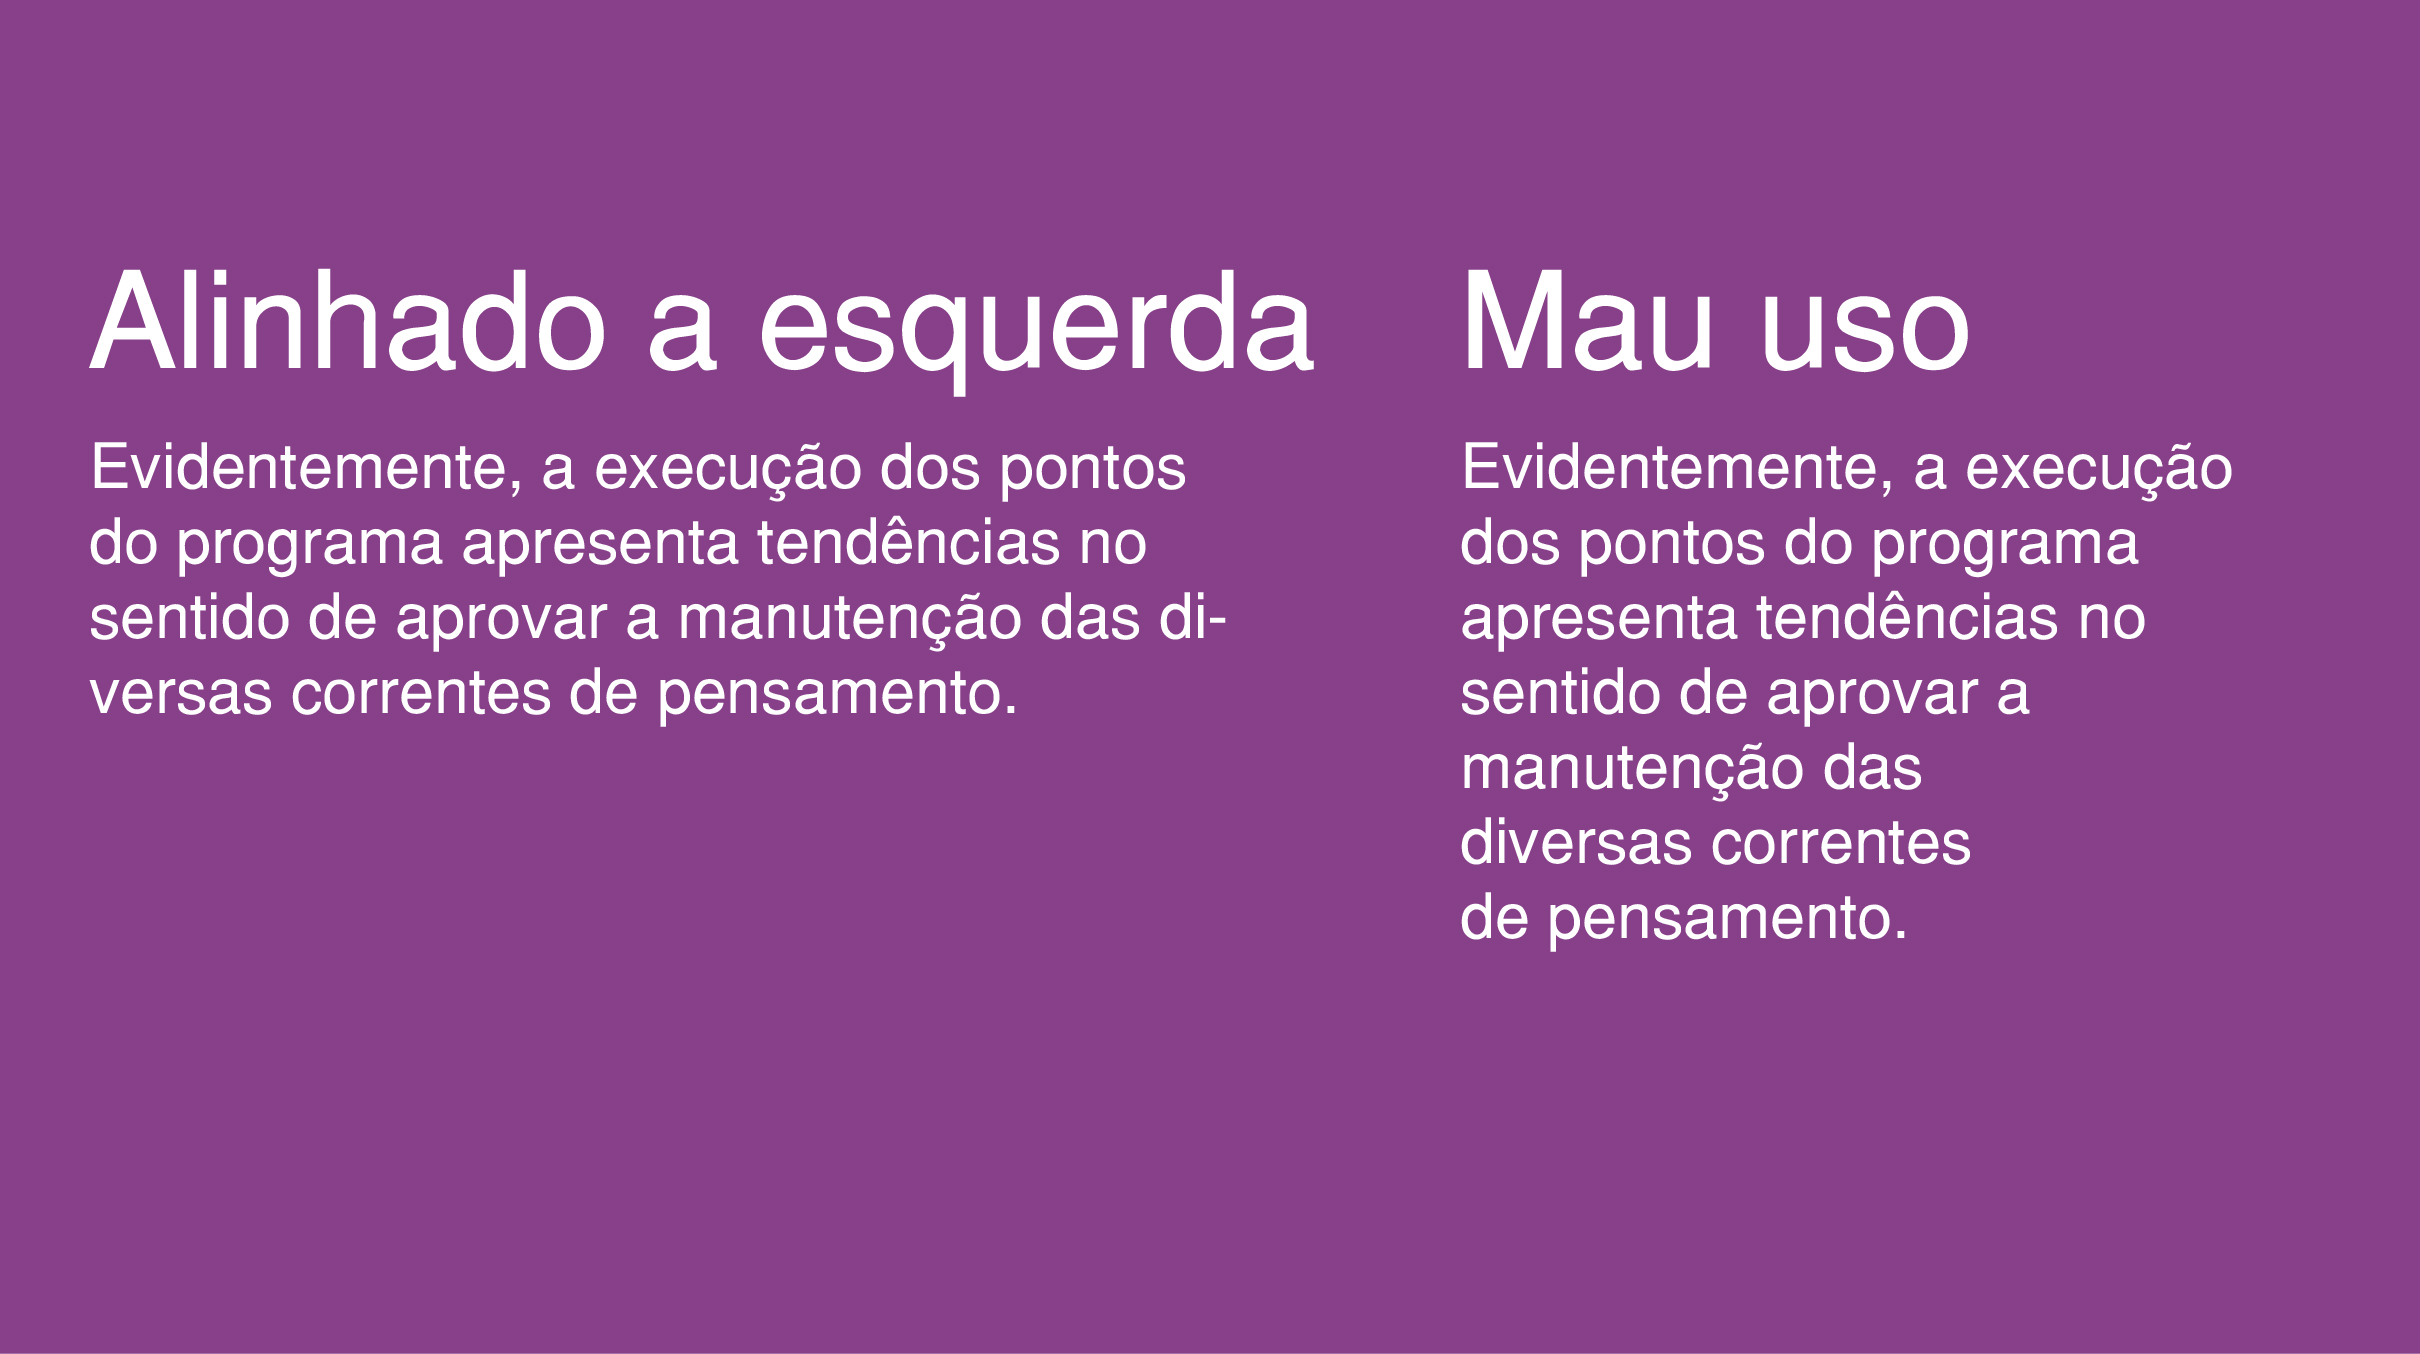 Alinhado a esquerda
Evidentemente, a execução dos pontos
do programa apresenta tendências no
sentido de aprovar a manutenção das di-
versas correntes de pensamento.
Mau uso
Evidentemente, a execução
dos pontos do programa
apresenta tendências no
sentido de aprovar a
manutenção das
diversas correntes
de pensamento.